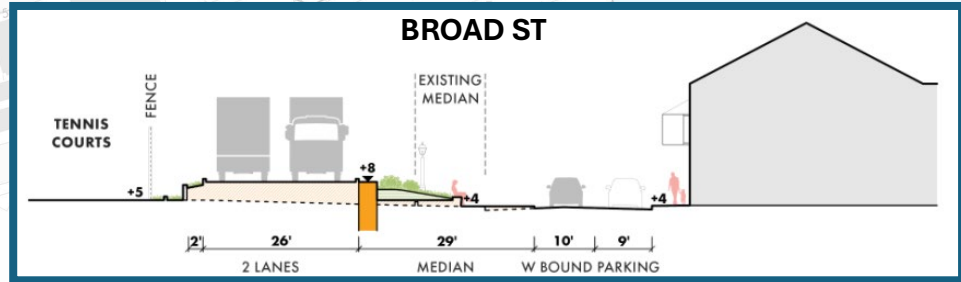 BROAD ST
FENCE
EXISTING
MEDIAN
TENNIS
COURTS
+8
+5
+4
+4
2'
26'
29'
10'
9'
2 LANES
MEDIAN
W BOUND
PARKING